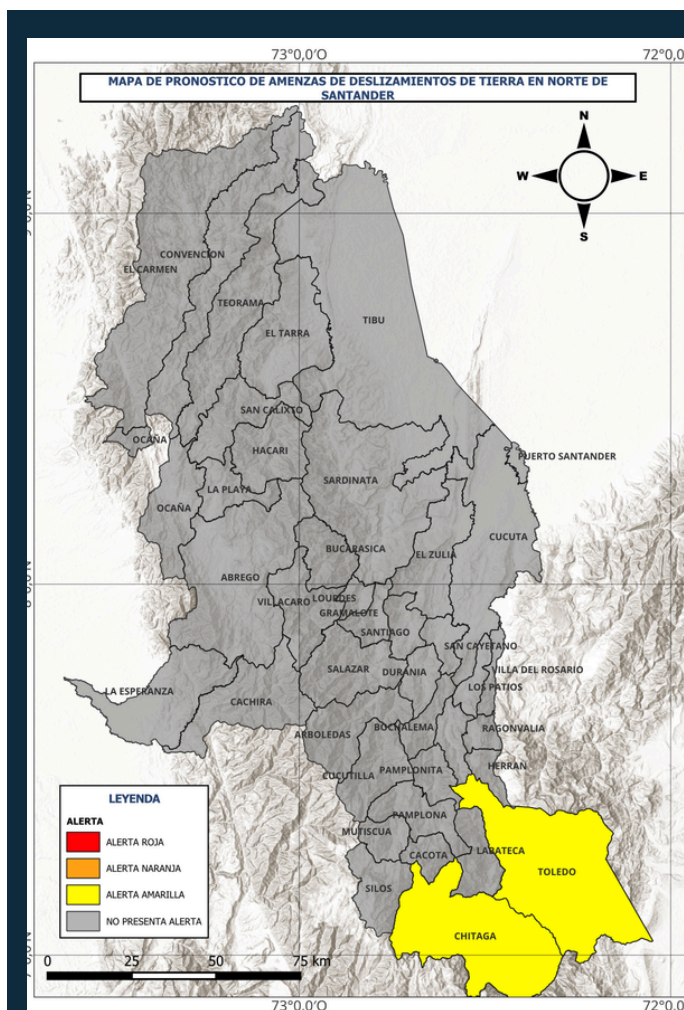 73°0,0'O
72°0,0'O
MAPA DE PRONOSTICO DE AMENZAS DE DESLIZAMIENTOS DE TIERRA EN NORTE DE
SANTANDER
N
W
E
S
CONVENCION
EL CARMEN
TEORAMA
TIBU
EL TARRA
SAN CALIXTO
OCAÑA
HACARI
PUERTO SANTANDER
LA PLAYA
SARDINATA
OCAÑA
CUCUTA
BUCARASICA
EL ZULIA
ABREGO
VILLACARO
LOURDES
GRAMALOTE
SANTIAGO
SAN CAYETANO
SALAZAR
DURANIA
VILLA DEL ROSARIO
LOS PATIOS
LA ESPERANZA
CACHIRA
BOCHALEMA
RAGONVALIA
ARBOLEDAS
HERRAN
CUCUTILLA
PAMPLONITA
PAMPLONA
MUTISCUA
LABATECA
CACOTA
TOLEDO
SILOS
CHITAGA
LEYENDA
ALERTA
ALERTA ROJA
ALERTA NARANJA
ALERTA AMARILLA
NO PRESENTA ALERTA
0 25 50 75 km
73°0,0'O
72°0,0'O